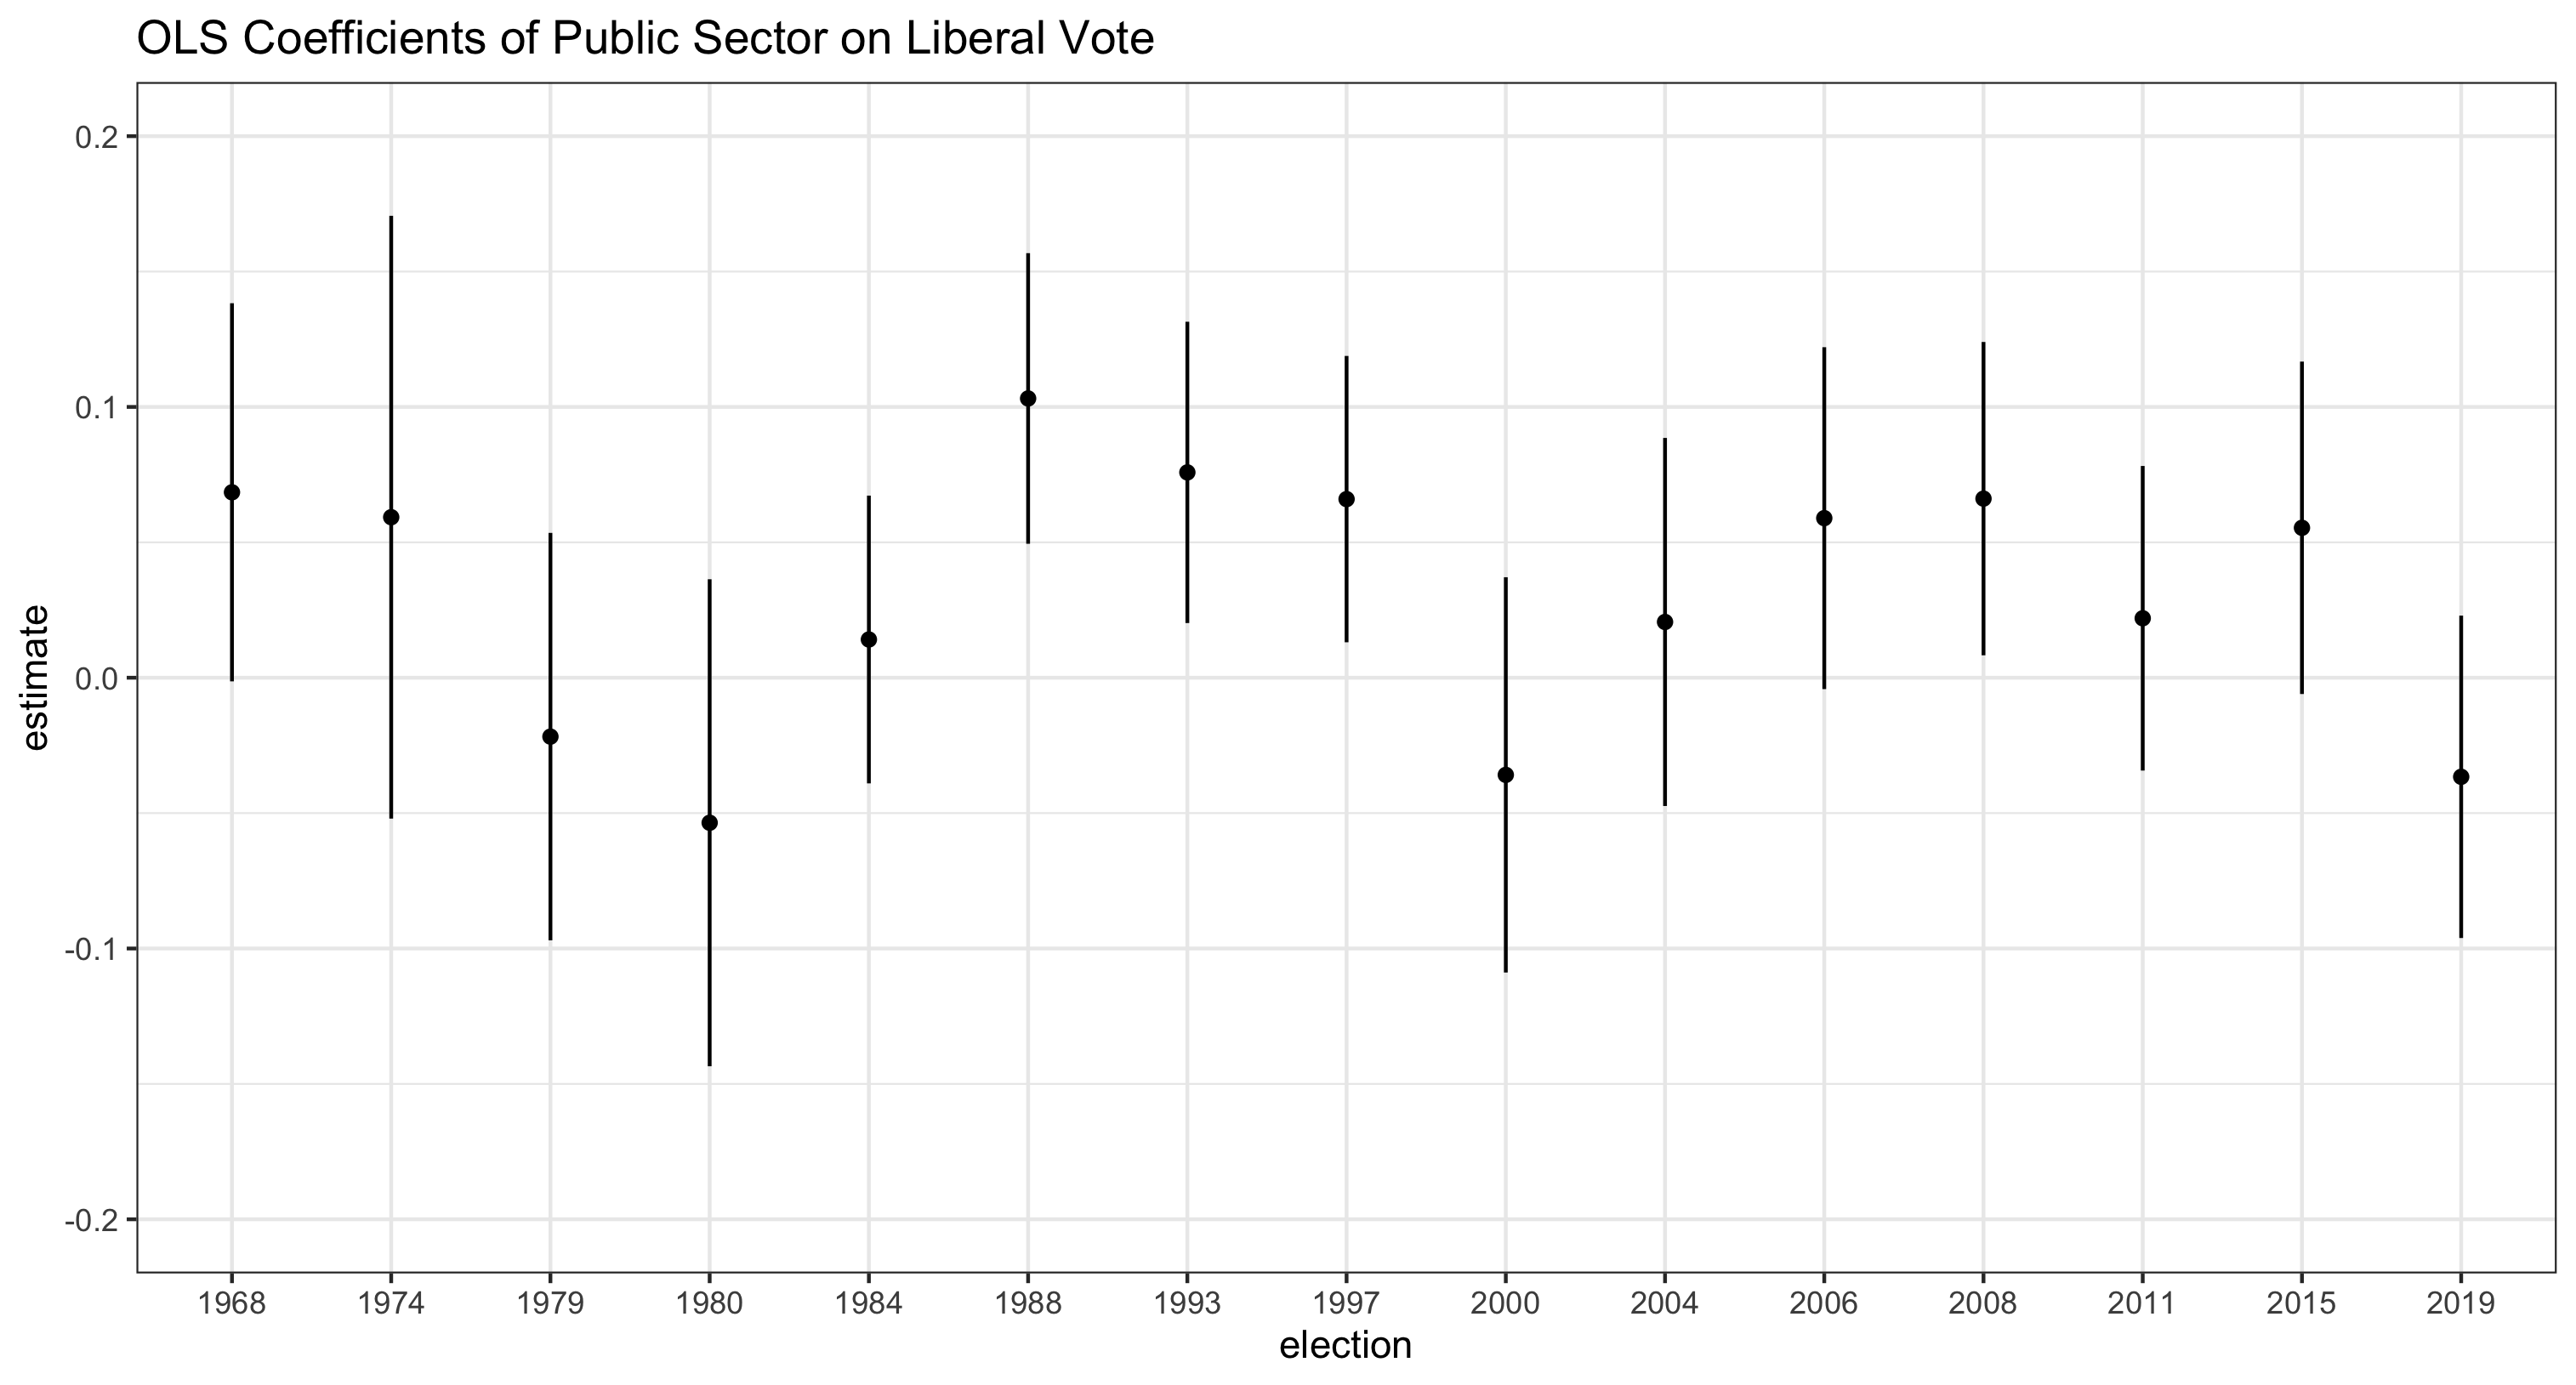 OLS Coefficients of Public Sector on Liberal Vote
estimate
0.2
0.1
0.0
-0.1
-0.2
1968 1974 1979 1980 1984 1988 1993 1997 2000 2004 2006 2008 2011 2015 2019
election